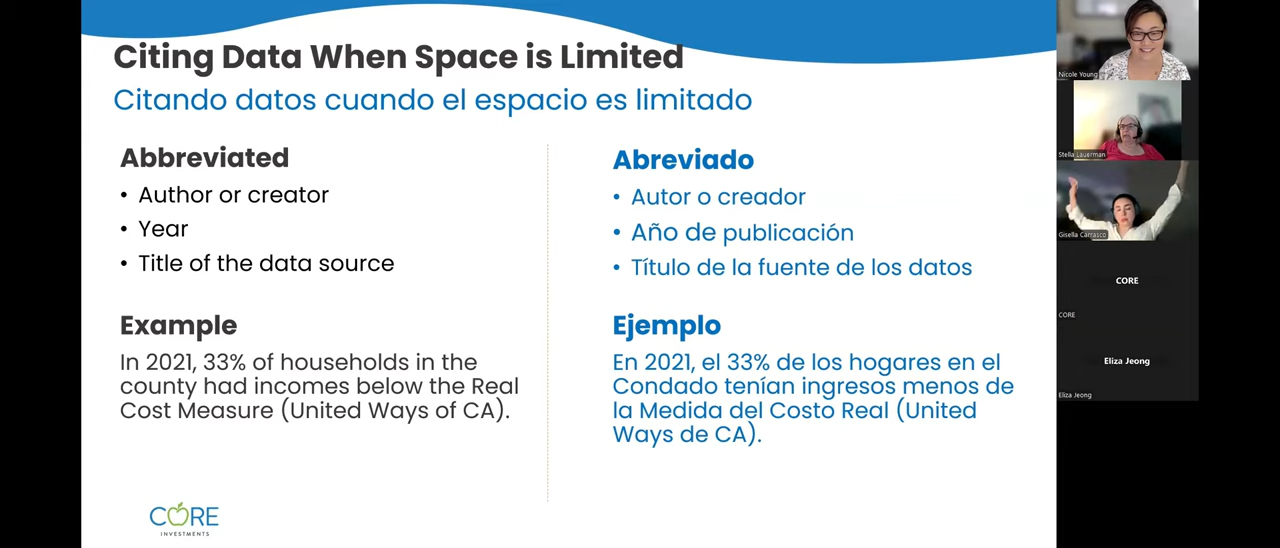 Citing Data When Space is Limited
Citando datos cuando el espacio es limitado
Abbreviated
• Author or creator
• Year
• Title of the data source
Example
In 2021, 33% of households in the
county had incomes below the Real
Cost Measure (United Ways of CA).
Abreviado
• Autor o creador
• Año de publicación
• Título de la fuente de los datos
Ejemplo
En 2021, el 33% de los hogares en el
Condado tenían ingresos menos de
la Medida del Costo Real (United
Ways de CA).
CORE
INVESTMENTS
Nicole Young
Stella Lauerman
Gisella Carrasco
CORE
CORE
Eliza Jeong
Eliza Jeong